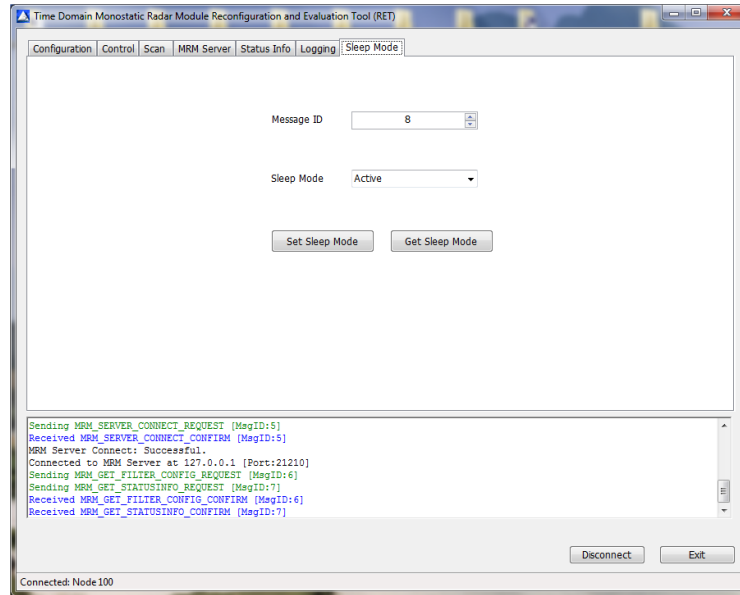 Time Domain Monostatic Radar Module Reconfiguration and Evaluation Tool (RET)
Configuration Control Scan MRM Server Status Info Logging Sleep Mode
Message ID 8
Sleep Mode Active
Set Sleep Mode Get Sleep Mode
Sending MRM_SERVER_CONNECT_REQUEST [MsgID:5]
Received MRM_SERVER_CONNECT_CONFIRM [MsgID:5]
MRM Server Connect: Successful.
Connected to MRM Server at 127.0.0.1 [Port:21210]
Sending MRM_GET_FILTER_CONFIG_REQUEST [MsgID:6]
Sending MRM_GET_STATUSINFO_REQUEST [MsgID:7]
Received MRM_GET_FILTER_CONFIG_CONFIRM [MsgID:6]
Received MRM_GET_STATUSINFO_CONFIRM [MsgID:7]
Disconnect Exit
Connected: Node 100